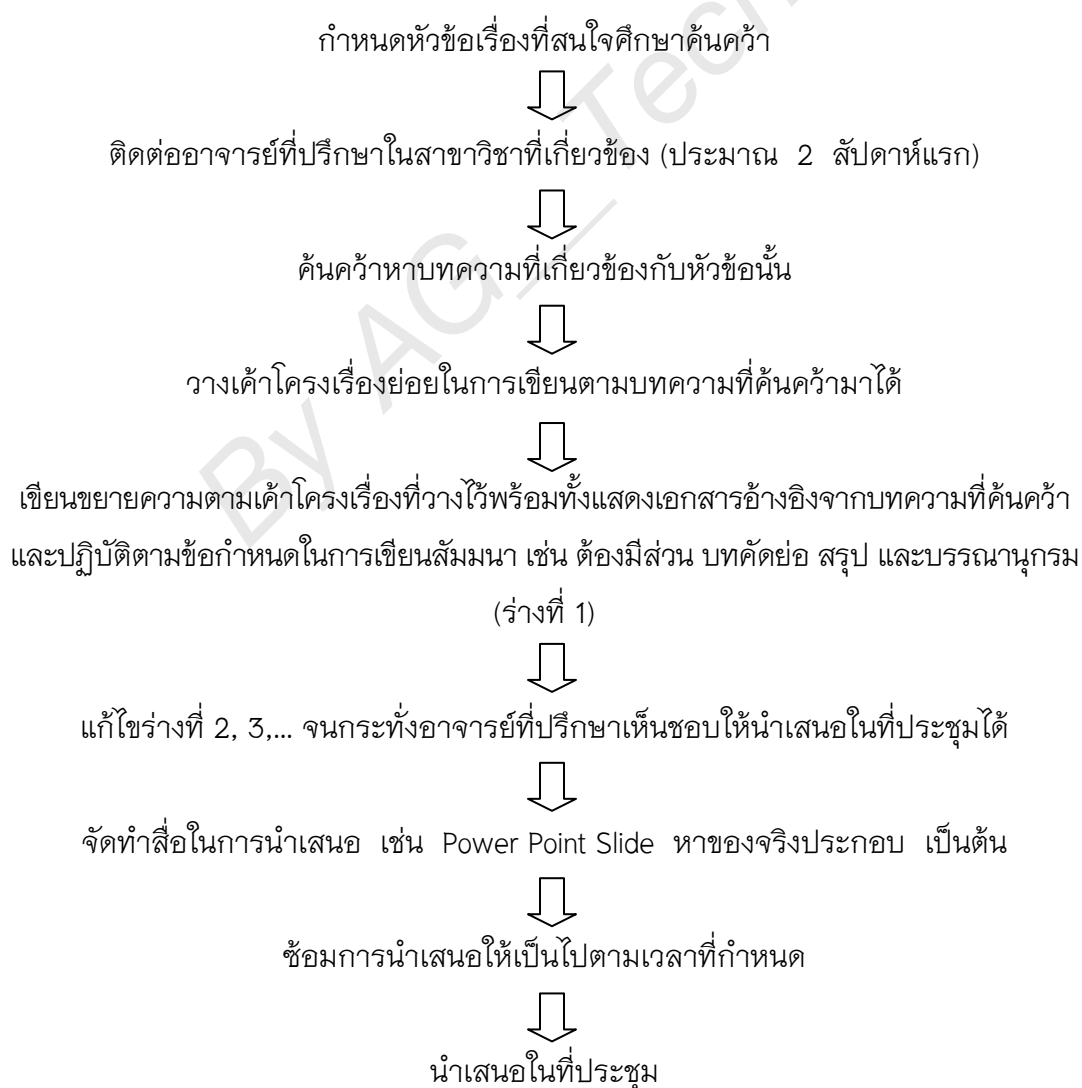 กำหนดหัวข้อเรื่องที่สนใจศึกษาค้นคว้า
ติดต่ออาจารย์ที่ปรึกษาในสาขาวิชาที่เกี่ยวข้อง (ประมาณ 2 สัปดาห์แรก)
ค้นคว้าหาบทความที่เกี่ยวข้องกับหัวข้อนั้น
วางเค้าโครงเรื่องย่อยในการเขียนตามบทความที่ค้นคว้ามาได้
เขียนขยายความตามเค้าโครงเรื่องที่วางไว้พร้อมทั้งแสดงเอกสารอ้างอิงจากบทความที่ค้นคว้า
และปฏิบัติตามข้อกำหนดในการเขียนสัมมนา เช่น ต้องมีส่วน บทคัดย่อ สรุป และบรรณานุกรม
(ร่างที่ 1)
แก้ไขร่างที่ 2, 3,... จนกระทั่งอาจารย์ที่ปรึกษาเห็นชอบให้นำเสนอในที่ประชุมได้
จัดทำสื่อในการนำเสนอ เช่น Power Point Slide หาของจริงประกอบ เป็นต้น
ซ้อมการนำเสนอให้เป็นไปตามเวลาที่กำหนด
นำเสนอในที่ประชุม
By AG__Tech